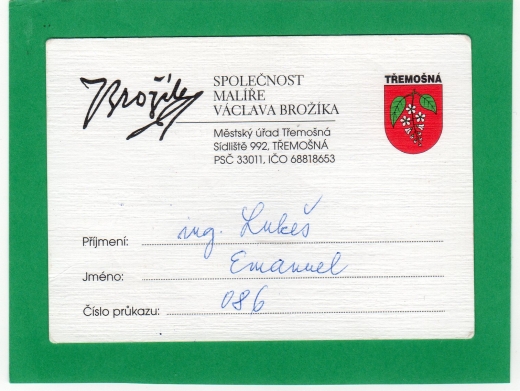 Brožík
SPOLEČNOST
MALÍŘE
VÁCLAVA BROŽÍKA
TŘEMOŠNÁ
Městský úřad Třemošná
Sídliště 992, TŘEMOŠNÁ
PSČ 33011, IČO 68818653
Příjmení: ing. Lukeš
Jméno: Emanuel
Číslo průkazu: 086